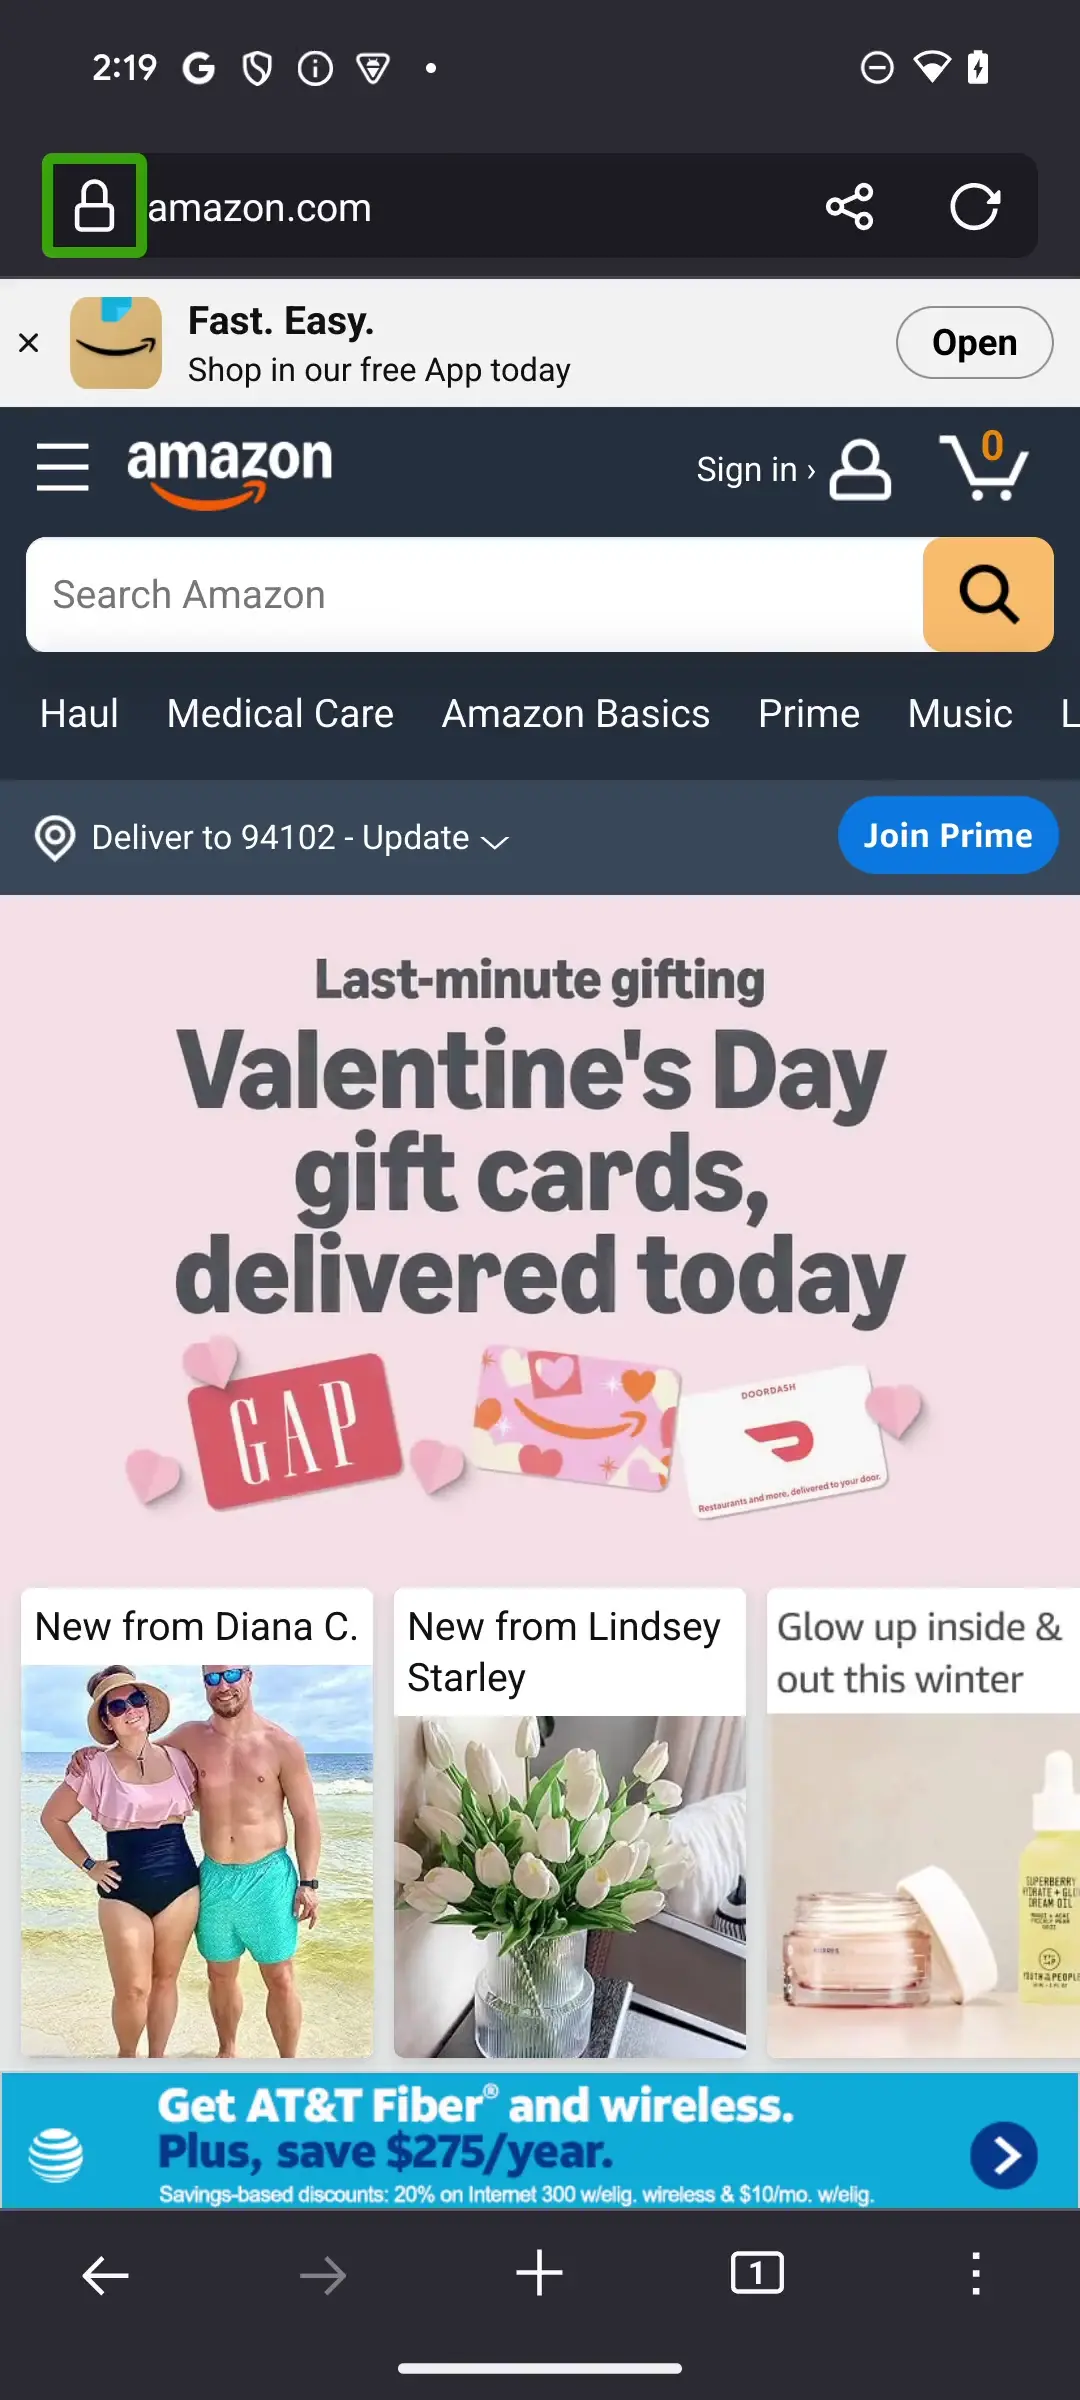 2:19
amazon.com
Fast. Easy.
Shop in our free App today
Open
amazon
Sign in ›
0
Search Amazon
Haul Medical Care Amazon Basics Prime Music L
Deliver to 94102 - Update
Join Prime
Last-minute gifting
Valentine's Day
gift cards,
delivered today
GAP
DOORDASH
Restaurants and more, delivered to your door.
New from Diana C.
New from Lindsey
Starley
Glow up inside &
out this winter
SUPERBERRY
HYDRATE + GLO
DREAM OIL
YOUTH TO THE PEOPLE
Get AT&T Fiber® and wireless.
Plus, save $275/year.
Savings-based discounts: 20% on Internet 300 w/elig. wireless & $10/mo. w/elig.
1